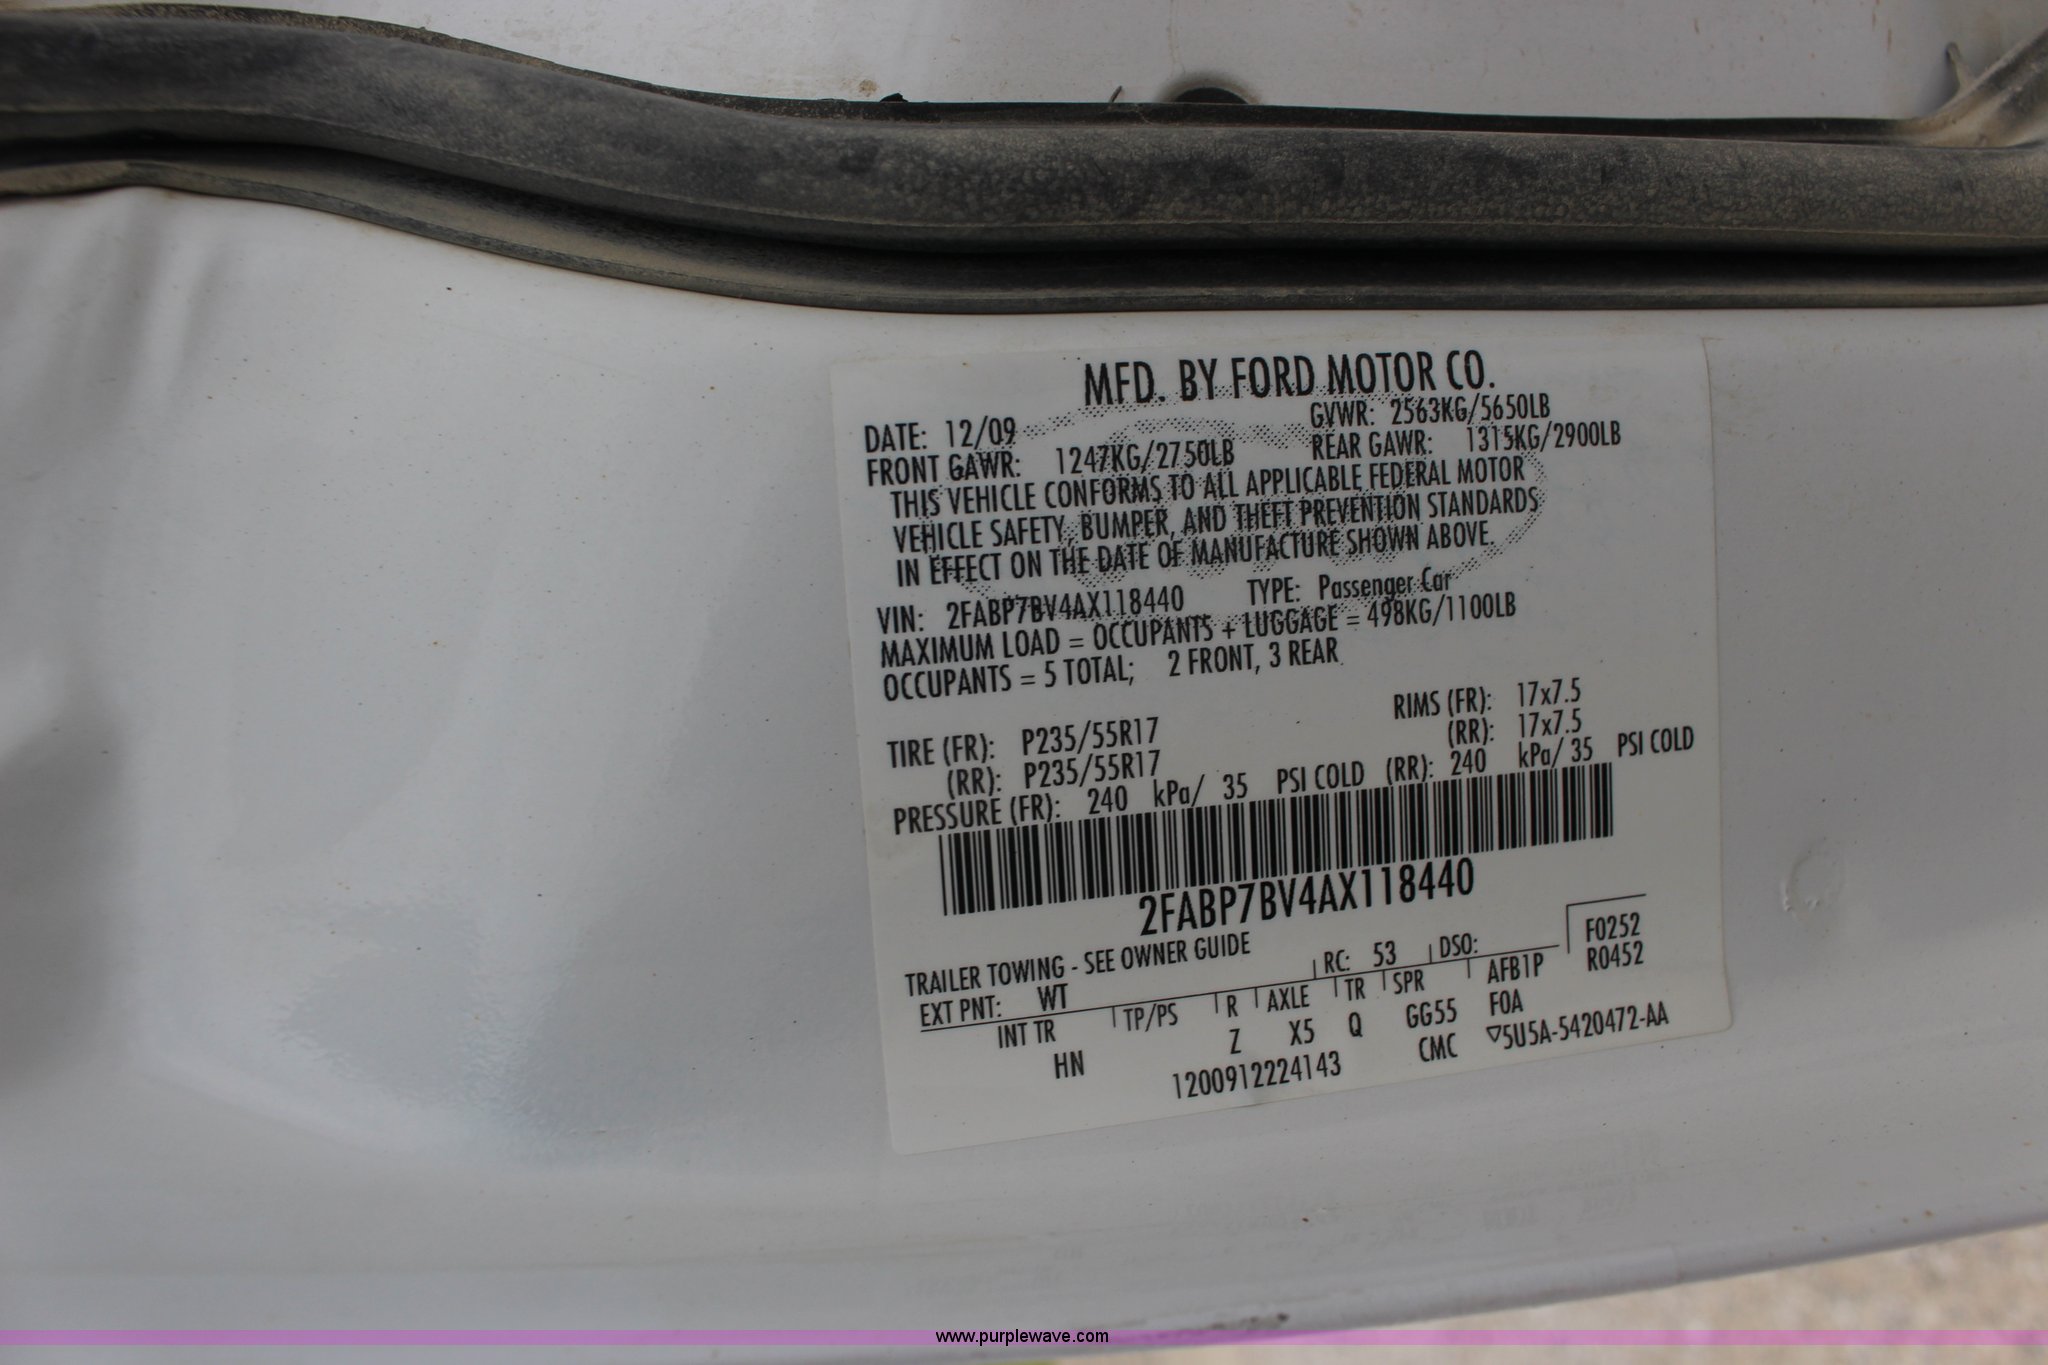 MFD. BY FORD MOTOR CO.
DATE: 12/09 GVWR: 2563KG/5650LB
FRONT GAWR: 1247KG/2750LB REAR GAWR: 1315KG/2900LB
THIS VEHICLE CONFORMS TO ALL APPLICABLE FEDERAL MOTOR
VEHICLE SAFETY, BUMPER, AND THEFT PREVENTION STANDARDS
IN EFFECT ON THE DATE OF MANUFACTURE SHOWN ABOVE.
VIN: 2FABP7BV4AX118440 TYPE: Passenger Car
MAXIMUM LOAD = OCCUPANTS + LUGGAGE = 498KG/1100LB
OCCUPANTS = 5 TOTAL; 2 FRONT, 3 REAR
TIRE (FR): P235/55R17 RIMS (FR): 17x7.5
(RR): P235/55R17 (RR): 17x7.5
PRESSURE (FR): 240 kPa/ 35 PSI COLD (RR): 240 kPa/ 35 PSI COLD
2FABP7BV4AX118440
TRAILER TOWING - SEE OWNER GUIDE
EXT PNT: WT RC: 53 DSO: F0252
INT TR TP/PS R AXLE TR SPR AFB1P R0452
HN Z X5 Q GG55 FOA
1200912224143 CMC ▽5U5A-5420472-AA
www.purplewave.com